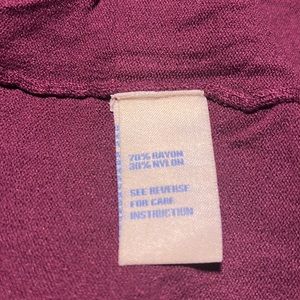 70% RAYON
30% NYLON
SEE REVERSE
FOR CARE
INSTRUCTION